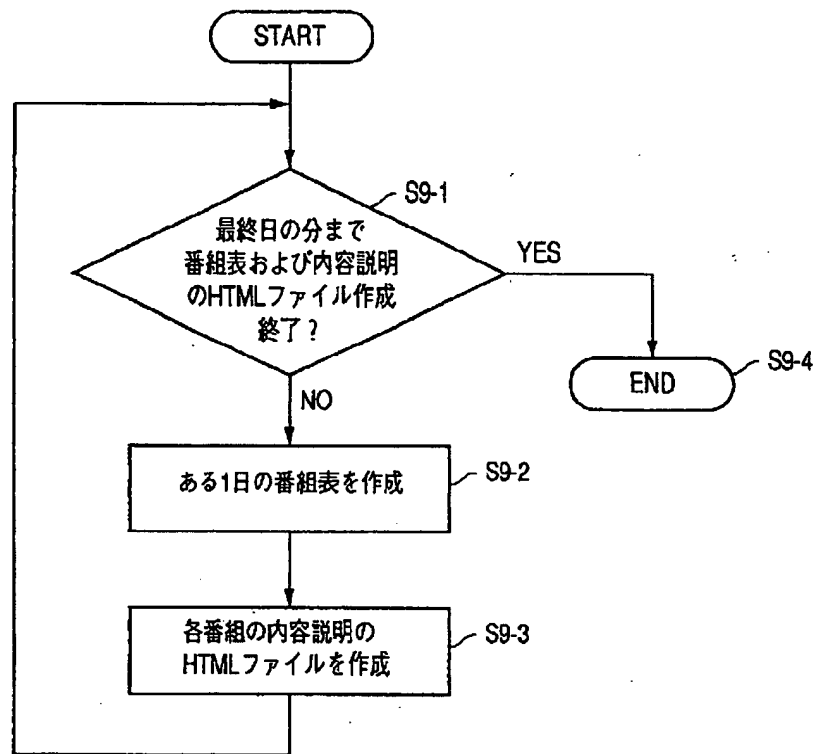 START
S9-1
最終日の分まで
番組表および内容説明
のHTMLファイル作成
終了？
YES
END
S9-4
NO
ある1日の番組表を作成
S9-2
各番組の内容説明の
HTMLファイルを作成
S9-3